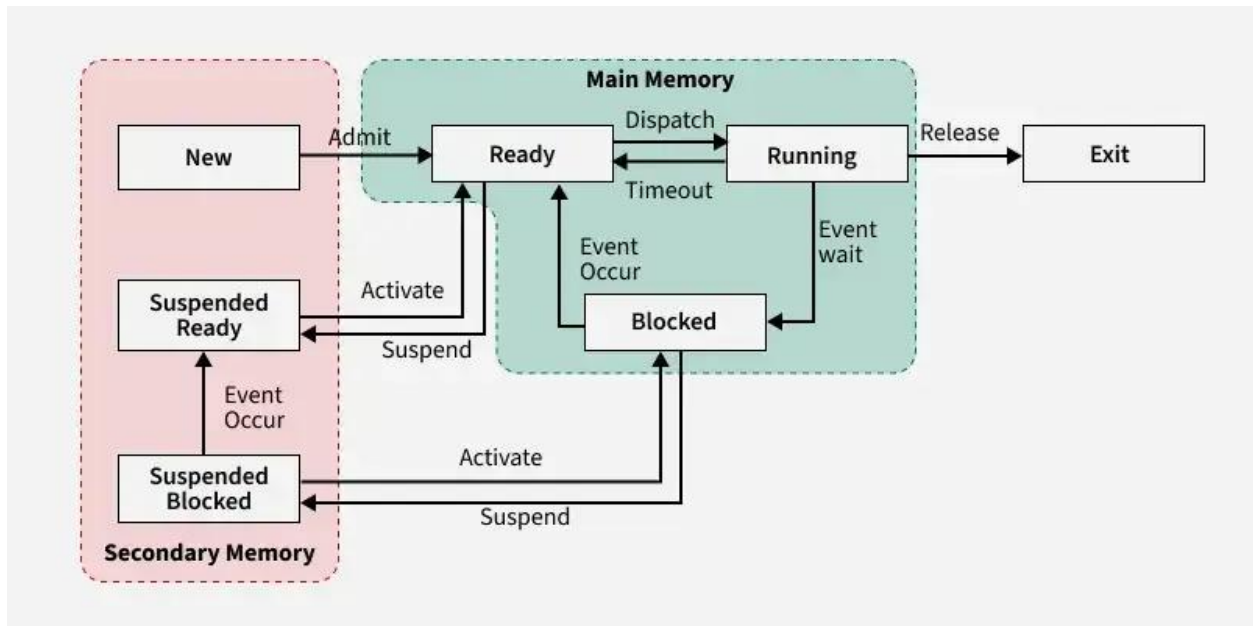 Main Memory
New
Admit
Ready
Dispatch
Timeout
Running
Release
Exit
Event
wait
Event
Occur
Blocked
Suspended
Ready
Activate
Suspend
Event
Occur
Suspended
Blocked
Activate
Suspend
Secondary Memory